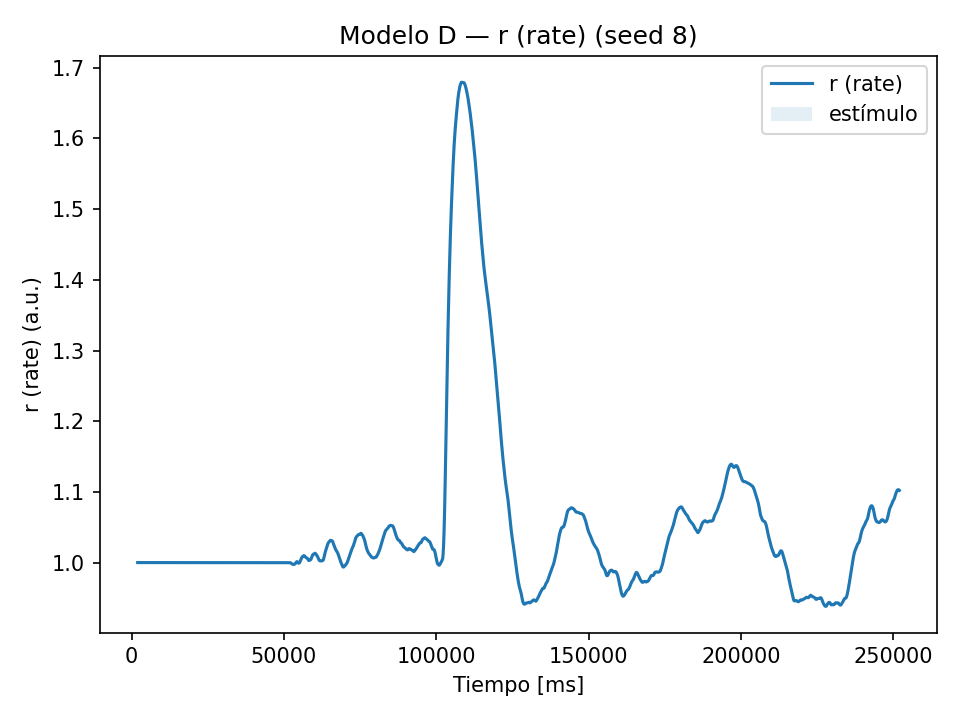 Modelo D — r (rate) (seed 8)
r (rate)
estímulo
1.7
1.6
1.5
1.4
1.3
1.2
1.1
1.0
r (rate) (a.u.)
0
50000
100000
150000
200000
250000
Tiempo [ms]